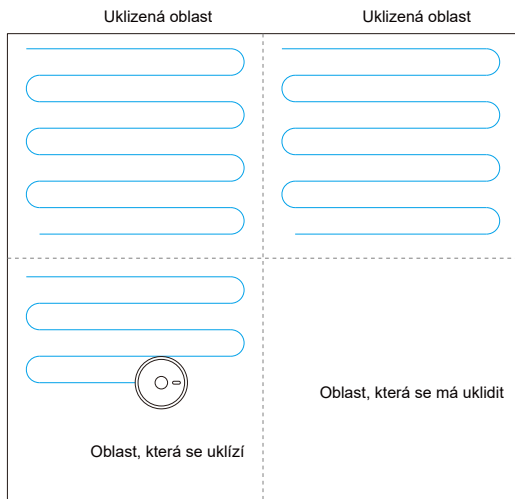 Uklizená oblast
Uklizená oblast
Oblast, která se má uklidit
Oblast, která se uklízí